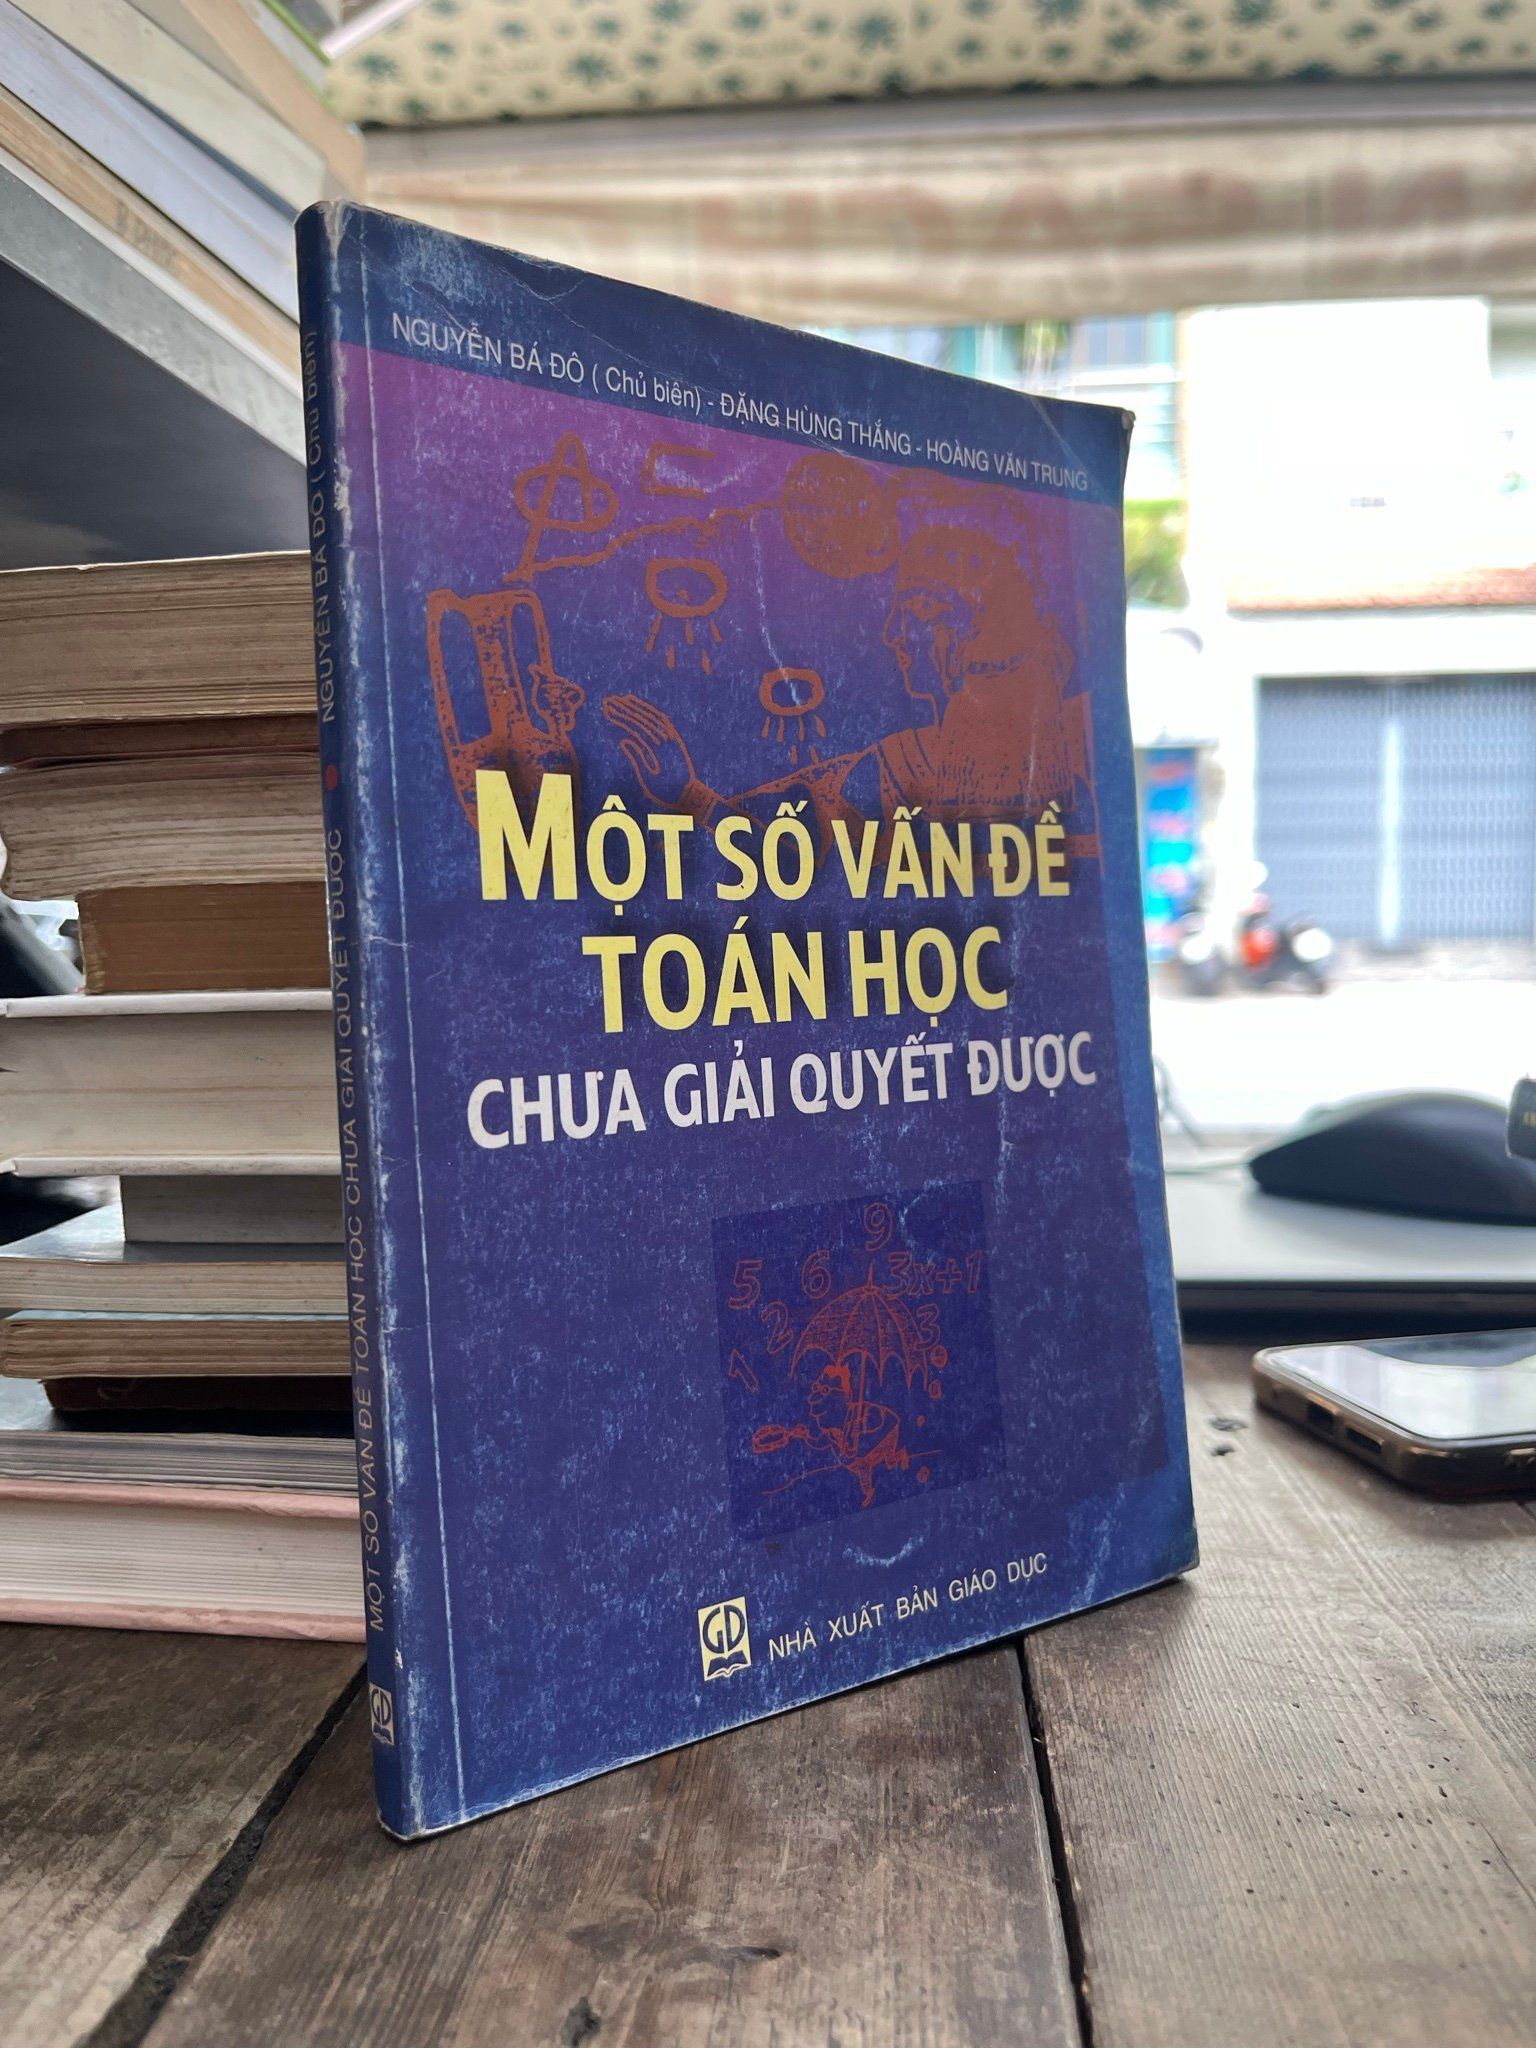 NGUYỄN BÁ ĐÔ ( Chủ biên) - ĐẶNG HÙNG THẮNG - HOÀNG VĂN TRUNG
MỘT SỐ VẤN ĐỀ
TOÁN HỌC
CHƯA GIẢI QUYẾT ĐƯỢC
9
5 6 3x+1
2 3
1
GD NHÀ XUẤT BẢN GIÁO DỤC
MỘT SỐ VẤN ĐỀ TOÁN HỌC CHƯA GIẢI QUYẾT ĐƯỢC • NGUYỄN BÁ ĐÔ ( Chủ biên)
GD